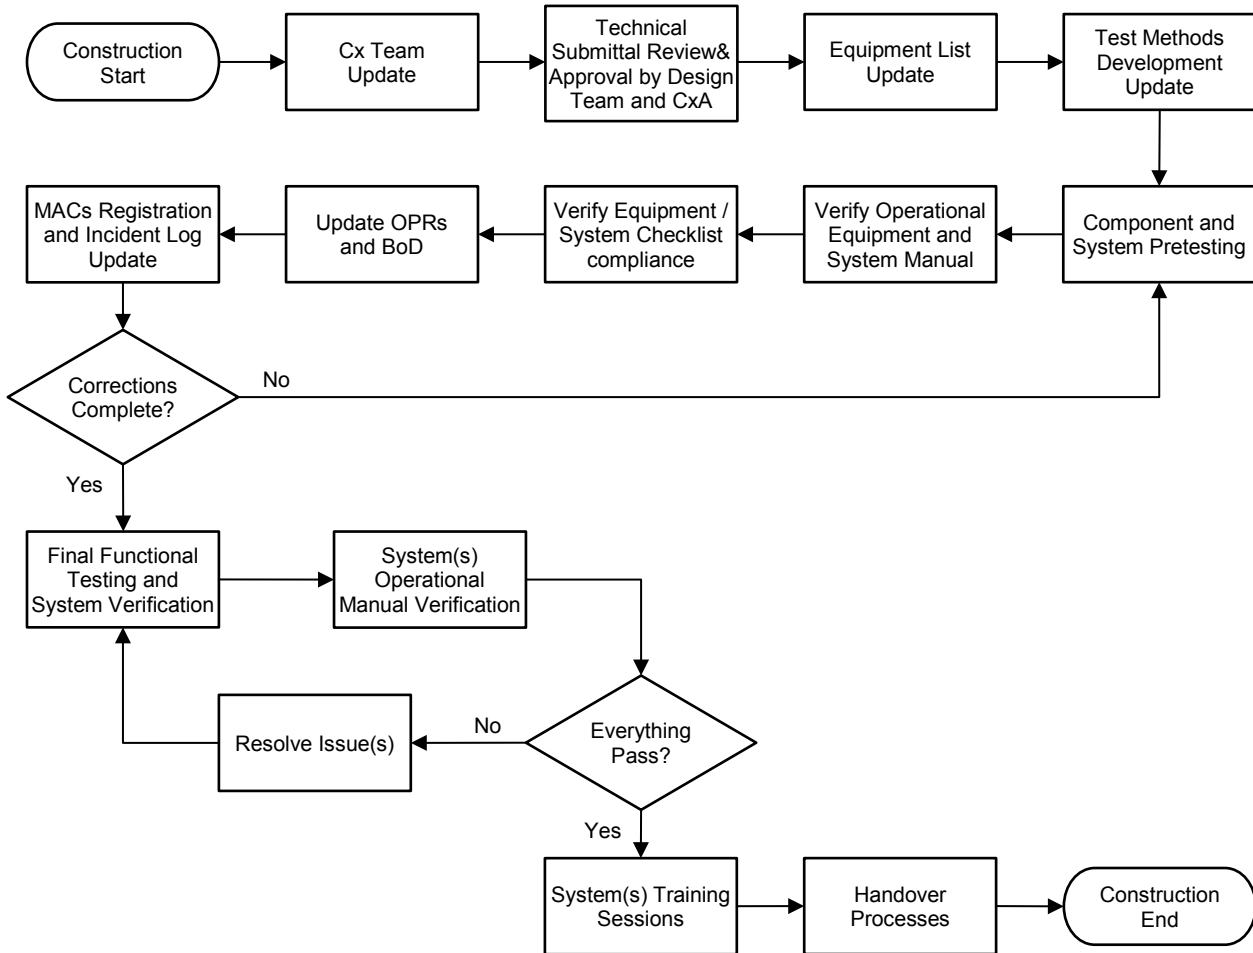 Construction
Start
Cx Team
Update
Technical
Submittal Review&
Approval by Design
Team and CxA
Equipment List
Update
Test Methods
Development
Update
MACs Registration
and Incident Log
Update
Update OPRs
and BoD
Verify Equipment /
System Checklist
compliance
Verify Operational
Equipment and
System Manual
Component and
System Pretesting
Corrections
Complete?
No
Yes
Final Functional
Testing and
System Verification
System(s)
Operational
Manual Verification
Resolve Issue(s)
No
Everything
Pass?
Yes
System(s) Training
Sessions
Handover
Processes
Construction
End